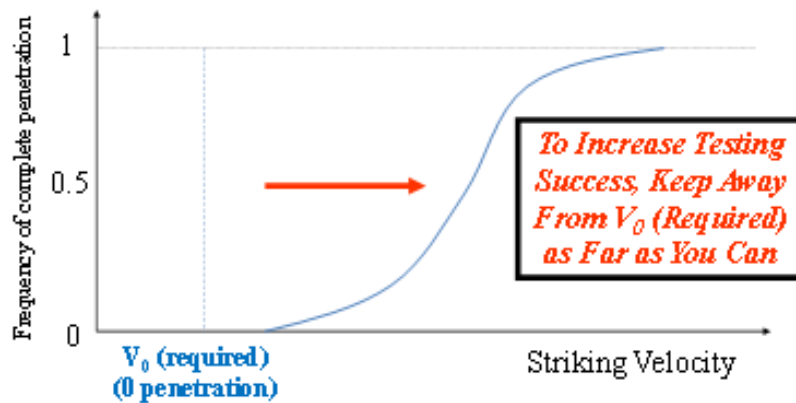 Frequency of complete penetration
1
0.5
0
To Increase Testing
Success, Keep Away
From V₀ (Required)
as Far as You Can
V₀ (required)
(0 penetration)
Striking Velocity